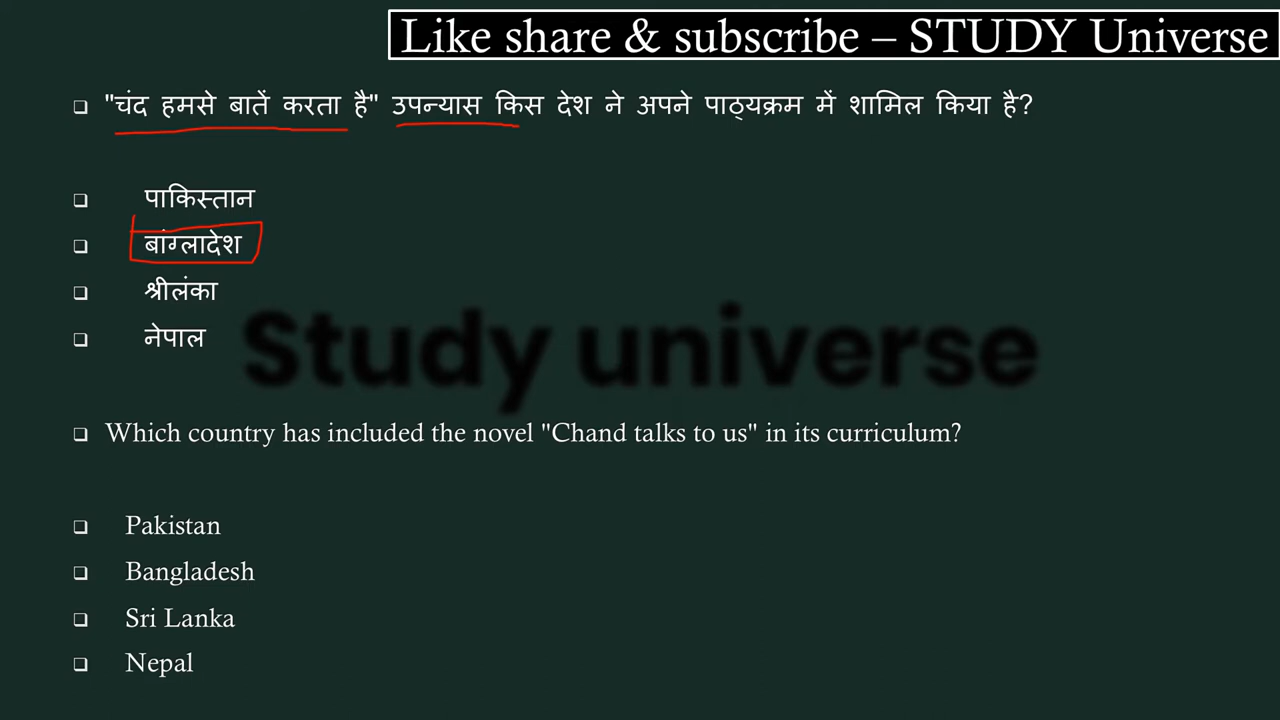 Like share & subscribe – STUDY Universe
"चंद हमसे बातें करता है" उपन्यास किस देश ने अपने पाठ्यक्रम में शामिल किया है?
पाकिस्तान
बांग्लादेश
श्रीलंका
नेपाल
Study universe
Which country has included the novel "Chand talks to us" in its curriculum?
Pakistan
Bangladesh
Sri Lanka
Nepal